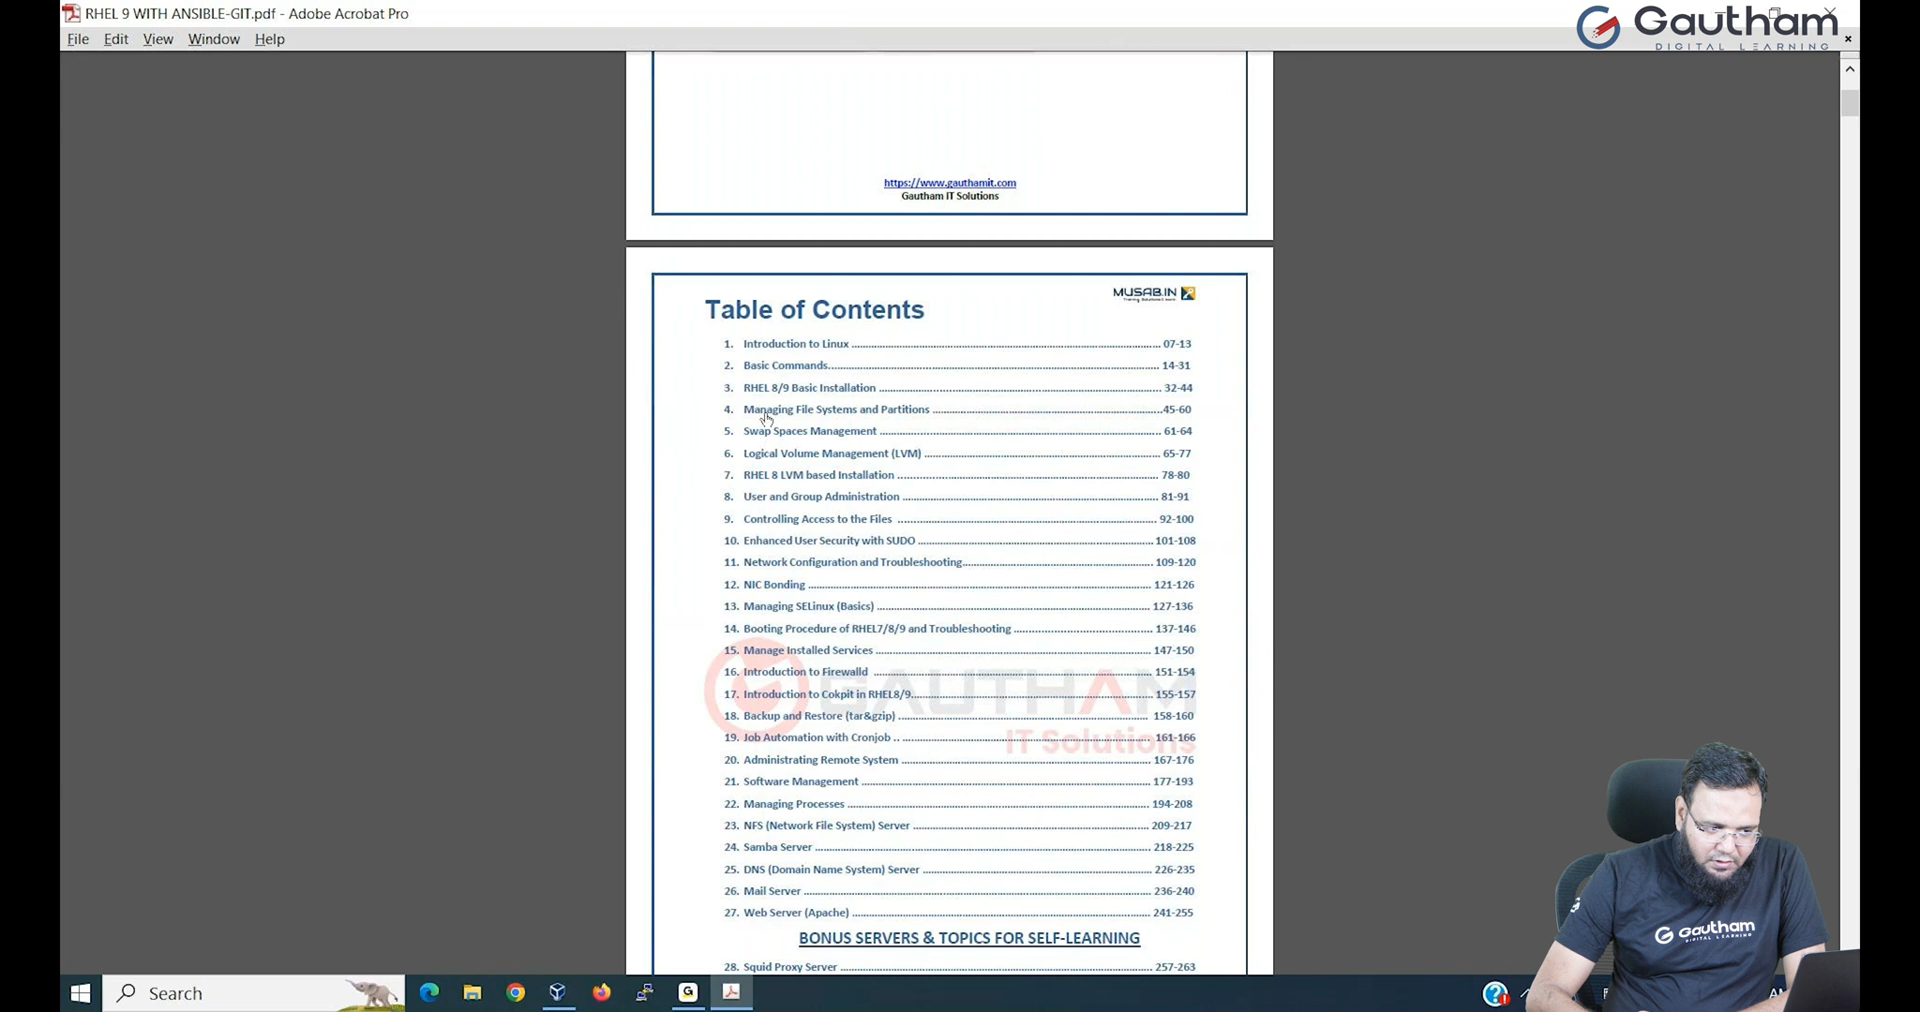 RHEL 9 WITH ANSIBLE-GIT.pdf - Adobe Acrobat Pro
Gautham
DIGITAL LEARNING
File Edit View Window Help
https://www.gauthamit.com
Gautham IT Solutions
MUSAB.IN
Table of Contents
1. Introduction to Linux 07-13
2. Basic Commands 14-31
3. RHEL 8/9 Basic Installation 32-44
4. Managing File Systems and Partitions 45-60
5. Swap Spaces Management 61-64
6. Logical Volume Management (LVM) 65-77
7. RHEL 8 LVM based Installation 78-80
8. User and Group Administration 81-91
9. Controlling Access to the Files 92-100
10. Enhanced User Security with SUDO 101-108
11. Network Configuration and Troubleshooting 109-120
12. NIC Bonding 121-126
13. Managing SELinux (Basics) 127-136
14. Booting Procedure of RHEL7/8/9 and Troubleshooting 137-146
15. Manage Installed Services 147-150
16. Introduction to Firewalld 151-154
17. Introduction to Cokpit in RHEL8/9 155-157
18. Backup and Restore (tar&gzip) 158-160
19. Job Automation with Cronjob .. 161-166
20. Administrating Remote System 167-176
21. Software Management 177-193
22. Managing Processes 194-208
23. NFS (Network File System) Server 209-217
24. Samba Server 218-225
25. DNS (Domain Name System) Server 226-235
26. Mail Server 236-240
27. Web Server (Apache) 241-255
GAUTHAM
IT Solutions
BONUS SERVERS & TOPICS FOR SELF-LEARNING
28. Squid Proxy Server 257-263
Gautham
DIGITAL LEARNING
Search